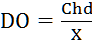 DO = Chd
X